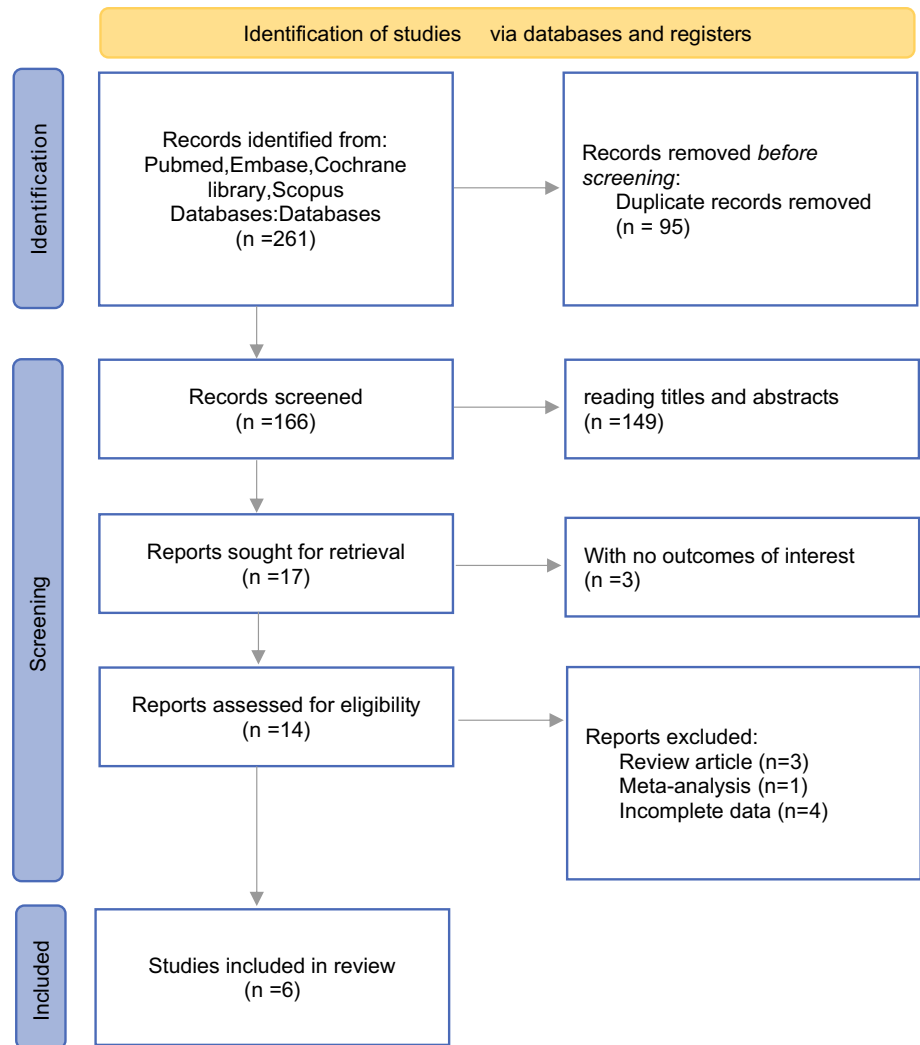 Identification of studies via databases and registers
Identification
Records identified from:
Pubmed,Embase,Cochrane
library,Scopus
Databases:Databases
(n =261)
Records removed before
screening:
Duplicate records removed
(n = 95)
Screening
Records screened
(n =166)
reading titles and abstracts
(n =149)
Reports sought for retrieval
(n =17)
With no outcomes of interest
(n =3)
Reports assessed for eligibility
(n =14)
Reports excluded:
Review article (n=3)
Meta-analysis (n=1)
Incomplete data (n=4)
Included
Studies included in review
(n =6)